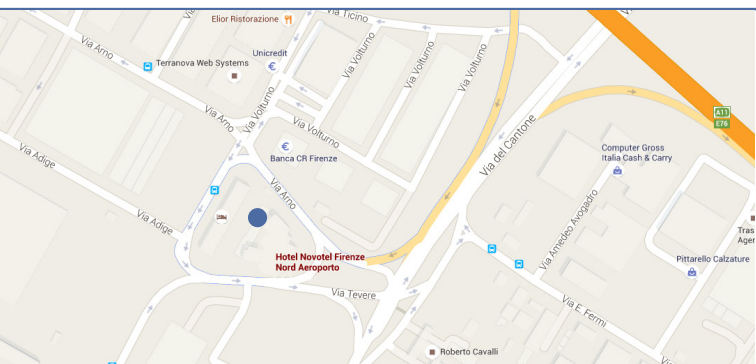 Elior Ristorazione
Via Ticino
Via Arno
Via Volturno
Unicredit
€
Terranova Web Systems
Via Volturno
Via Volturno
Via Arno
Via Volturno
A11
E76
Via del Cantone
Via Volturno
€
Banca CR Firenze
Computer Gross
Italia Cash & Carry
Via Adige
Via Arno
Via Amedeo Avogadro
Via Adige
Hotel Novotel Firenze
Nord Aeroporto
Pittarello Calzature
Via Tevere
Via E. Fermi
Roberto Cavalli